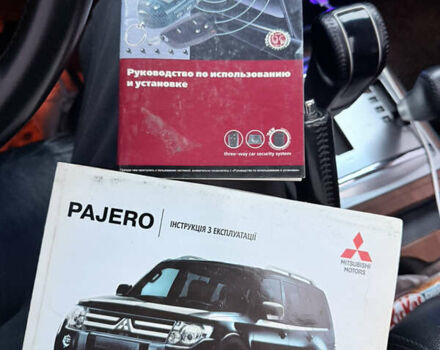 Руководство по использованию
и установке
three-way car security system
PAJERO
ІНСТРУКЦІЯ З ЕКСПЛУАТАЦІЇ
MITSUBISHI
MOTORS